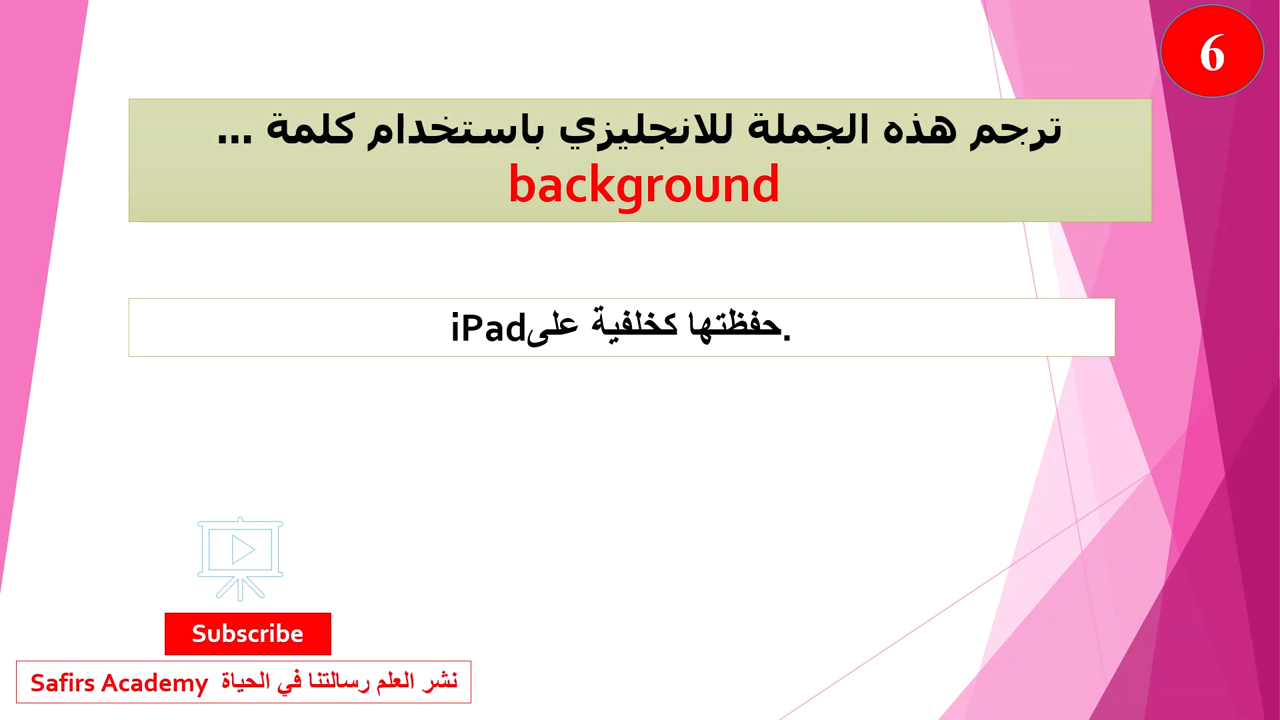 6
ترجم هذه الجملة للانجليزي باستخدام كلمة ...
background
.حفظتها كخلفية علىiPad
Subscribe
Safirs Academy نشر العلم رسالتنا في الحياة